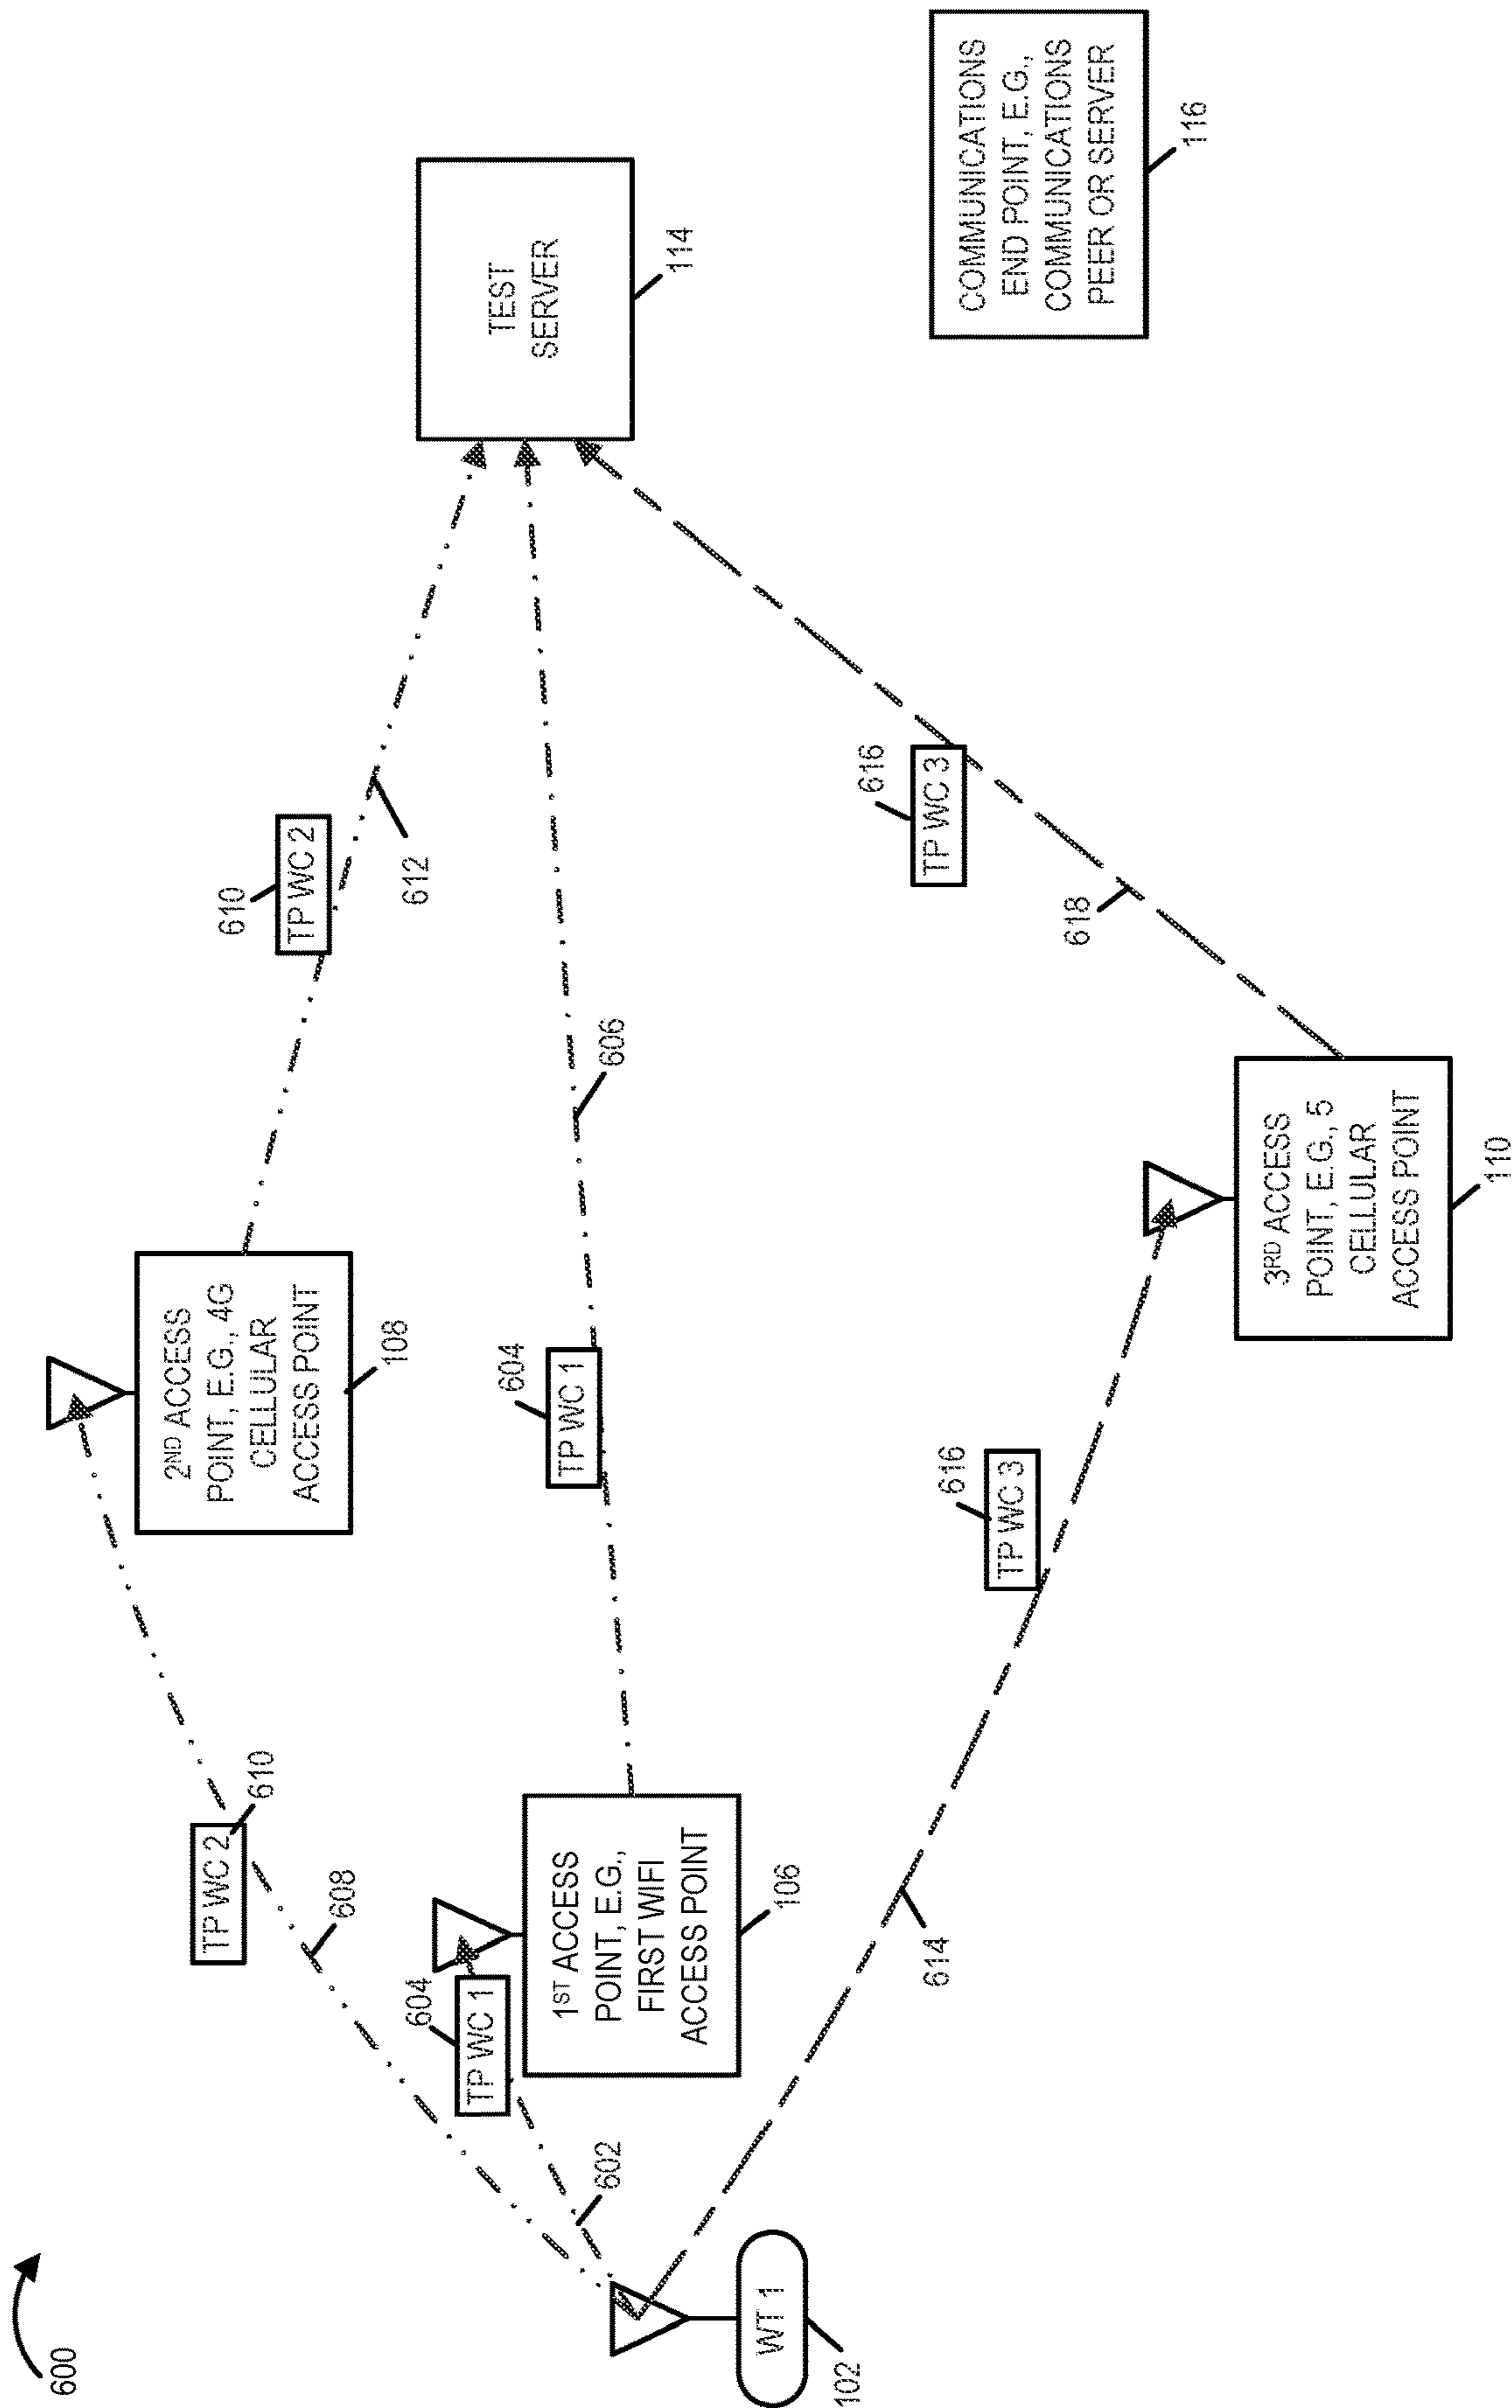 600
TP WC 2
610
608
2ND ACCESS
POINT, E.G., 4G
CELLULAR
ACCESS POINT
108
610
TP WC 2
612
604
TP WC 1
602
1ST ACCESS
POINT, E.G.,
FIRST WIFI
ACCESS POINT
106
604
TP WC 1
606
TEST
SERVER
114
WT 1
102
614
616
TP WC 3
3RD ACCESS
POINT, E.G., 5
CELLULAR
ACCESS POINT
110
616
TP WC 3
618
COMMUNICATIONS
END POINT, E.G.,
COMMUNICATIONS
PEER OR SERVER
116